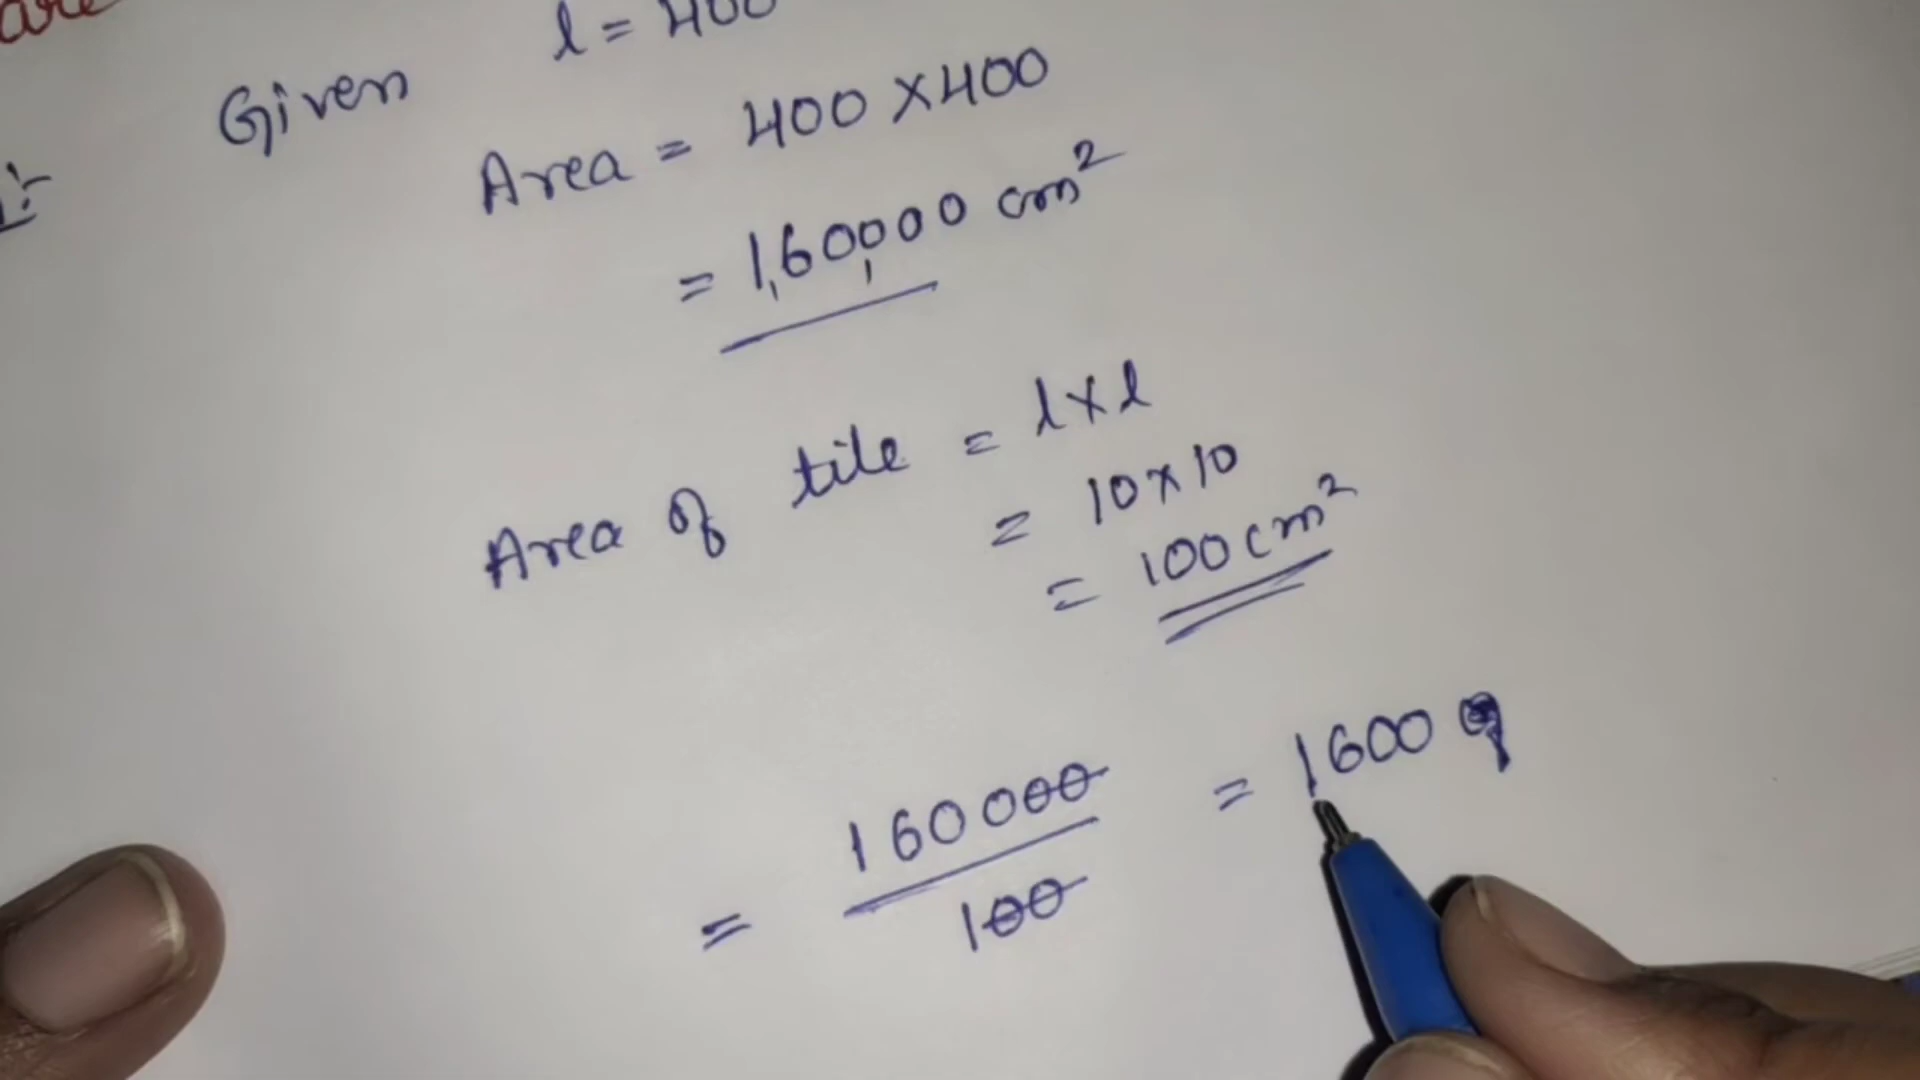 Given l = 400
Area = 400 × 400
= 1,60,000 cm²
Area of tile = l × l
= 10 × 10
= 100 cm²
= 160000 / 100 = 1600